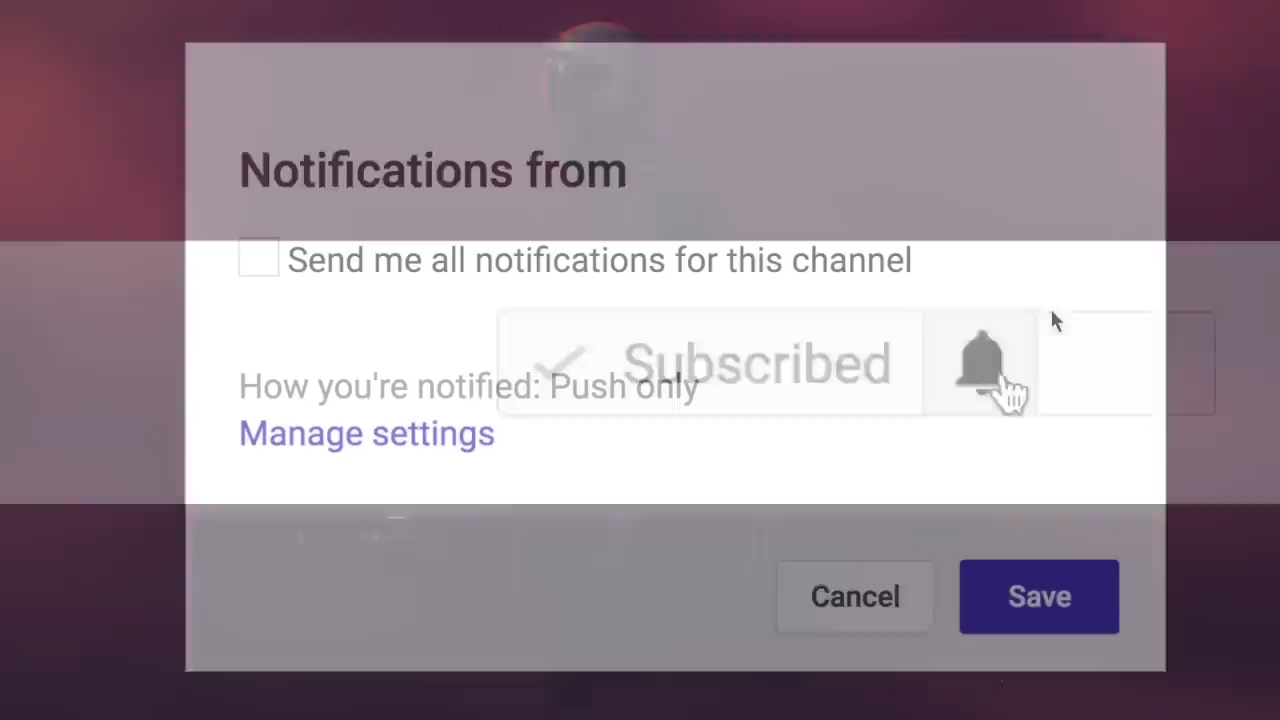 Notifications from
Send me all notifications for this channel
Subscribed
How you're notified: Push only
Manage settings
Cancel
Save